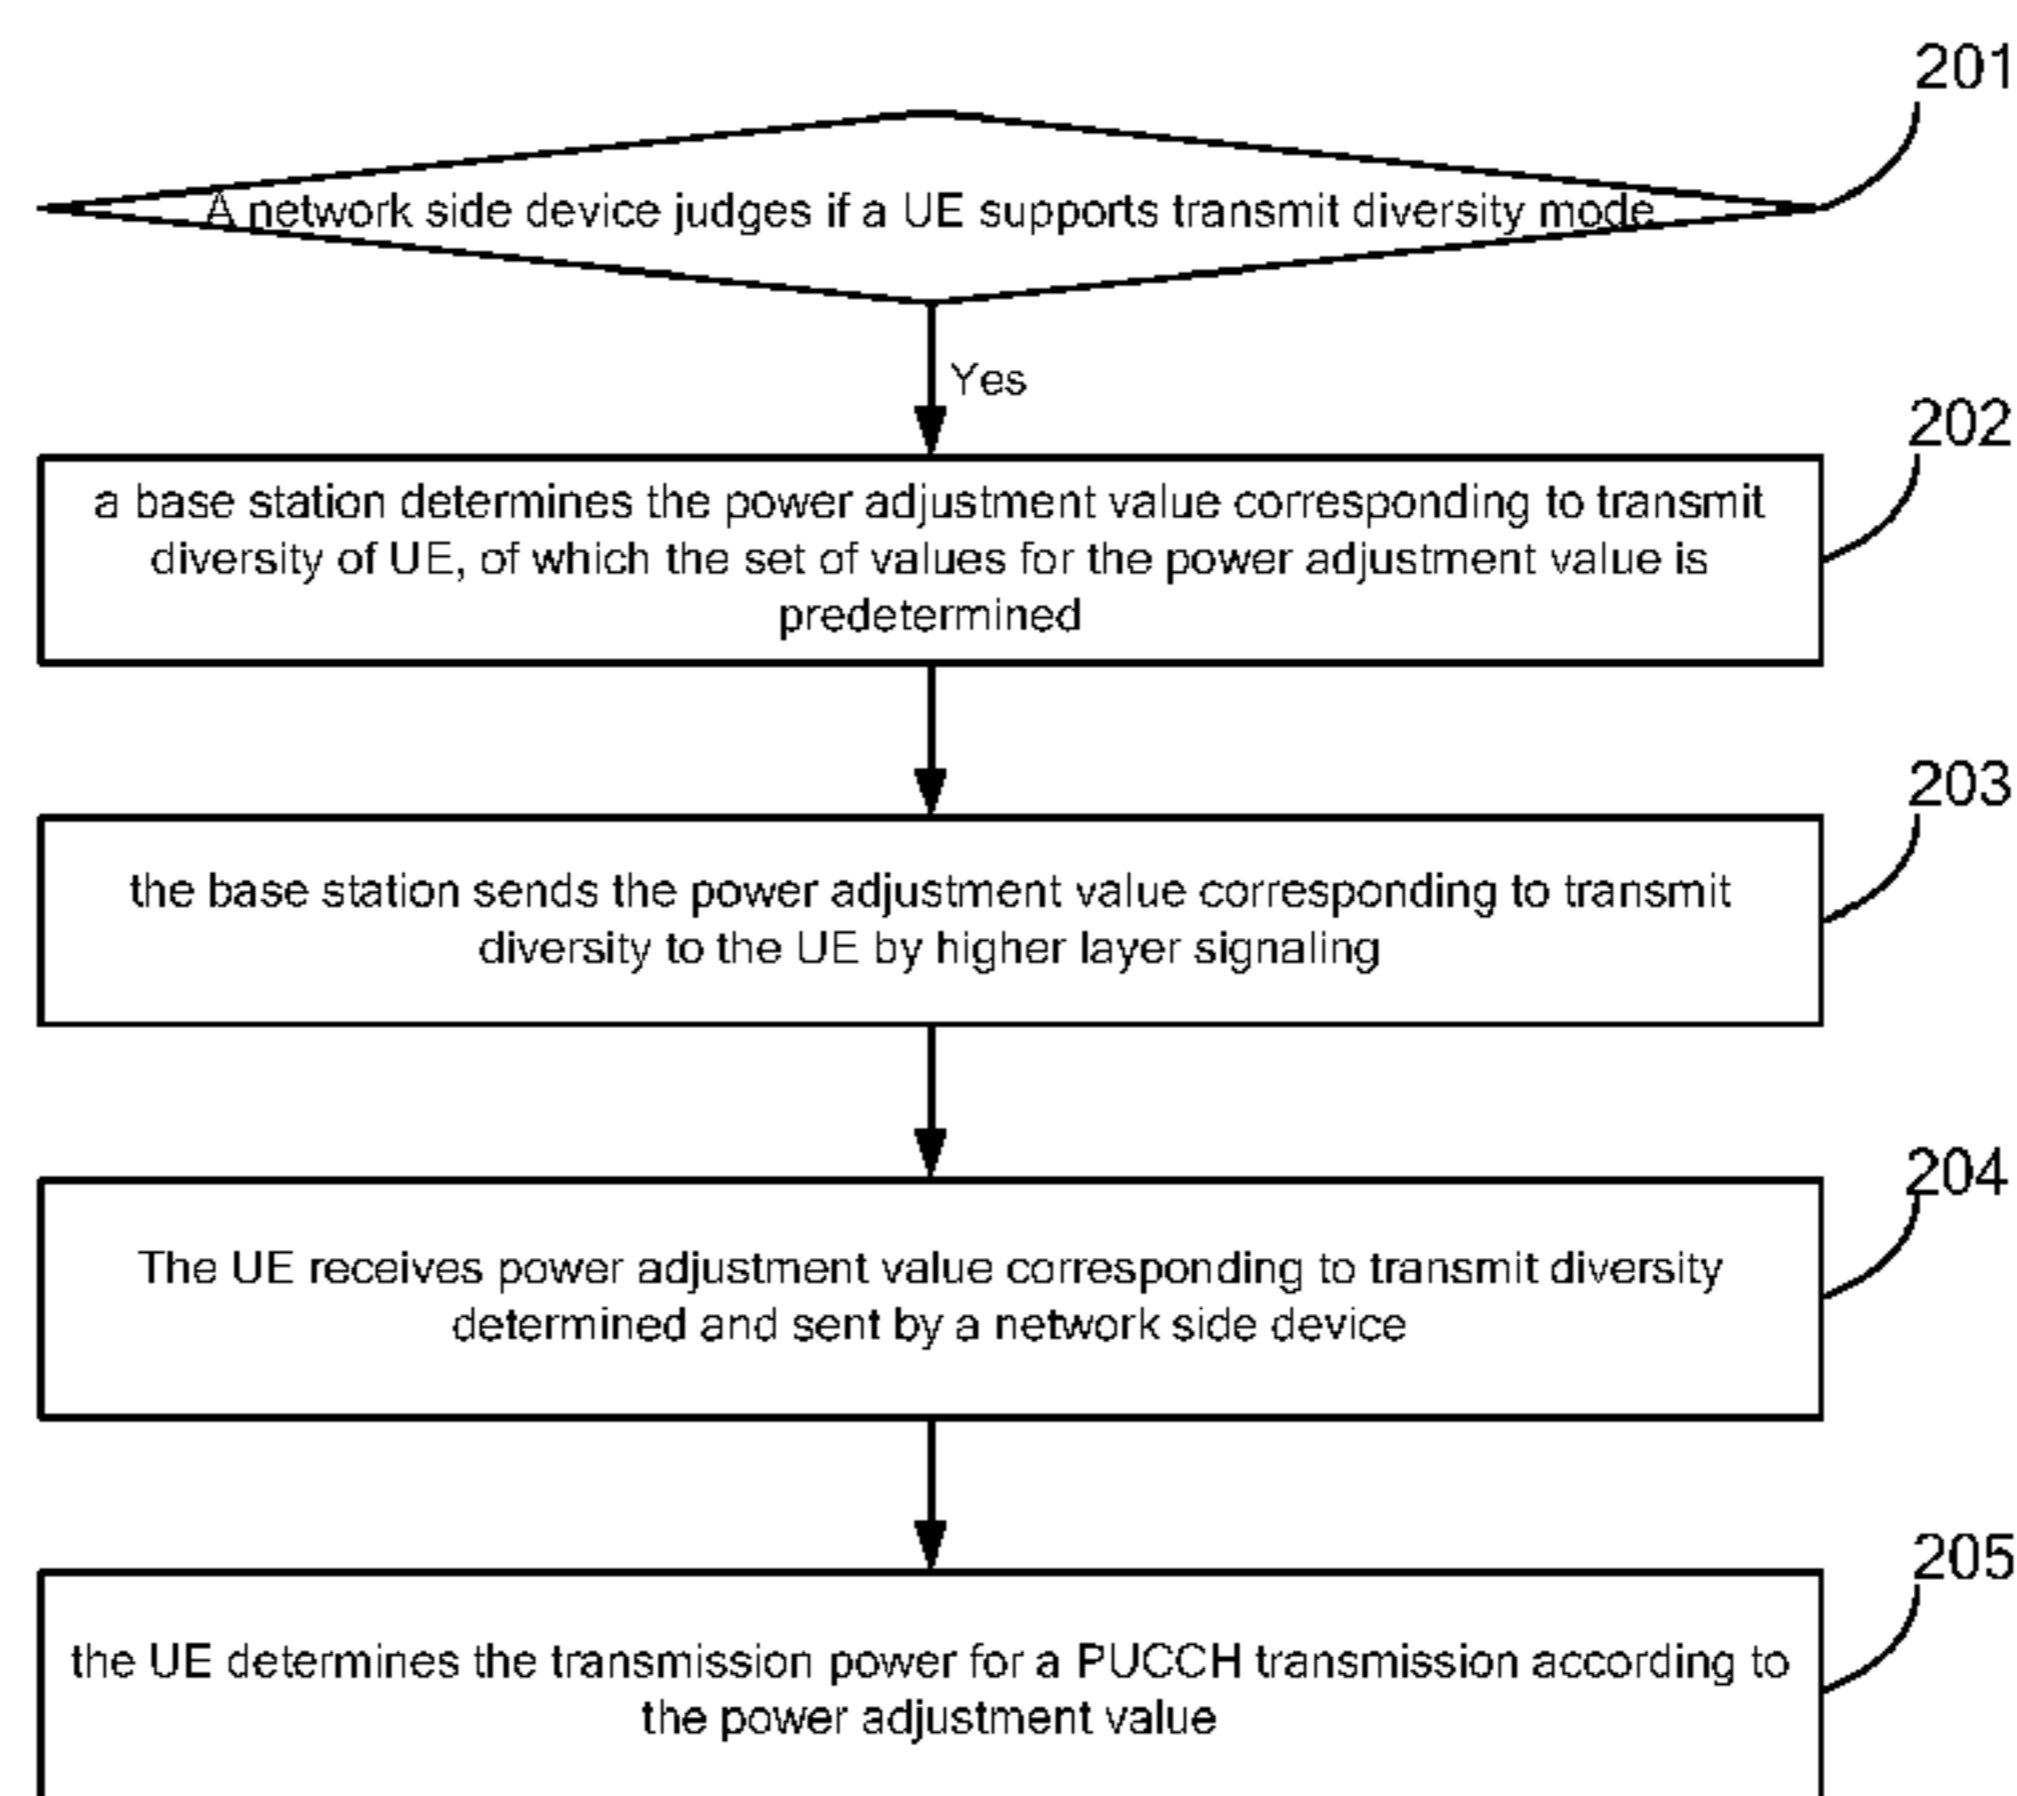 201
A network side device judges if a UE supports transmit diversity mode
Yes
202
a base station determines the power adjustment value corresponding to transmit
diversity of UE, of which the set of values for the power adjustment value is
predetermined
203
the base station sends the power adjustment value corresponding to transmit
diversity to the UE by higher layer signaling
204
The UE receives power adjustment value corresponding to transmit diversity
determined and sent by a network side device
205
the UE determines the transmission power for a PUCCH transmission according to
the power adjustment value